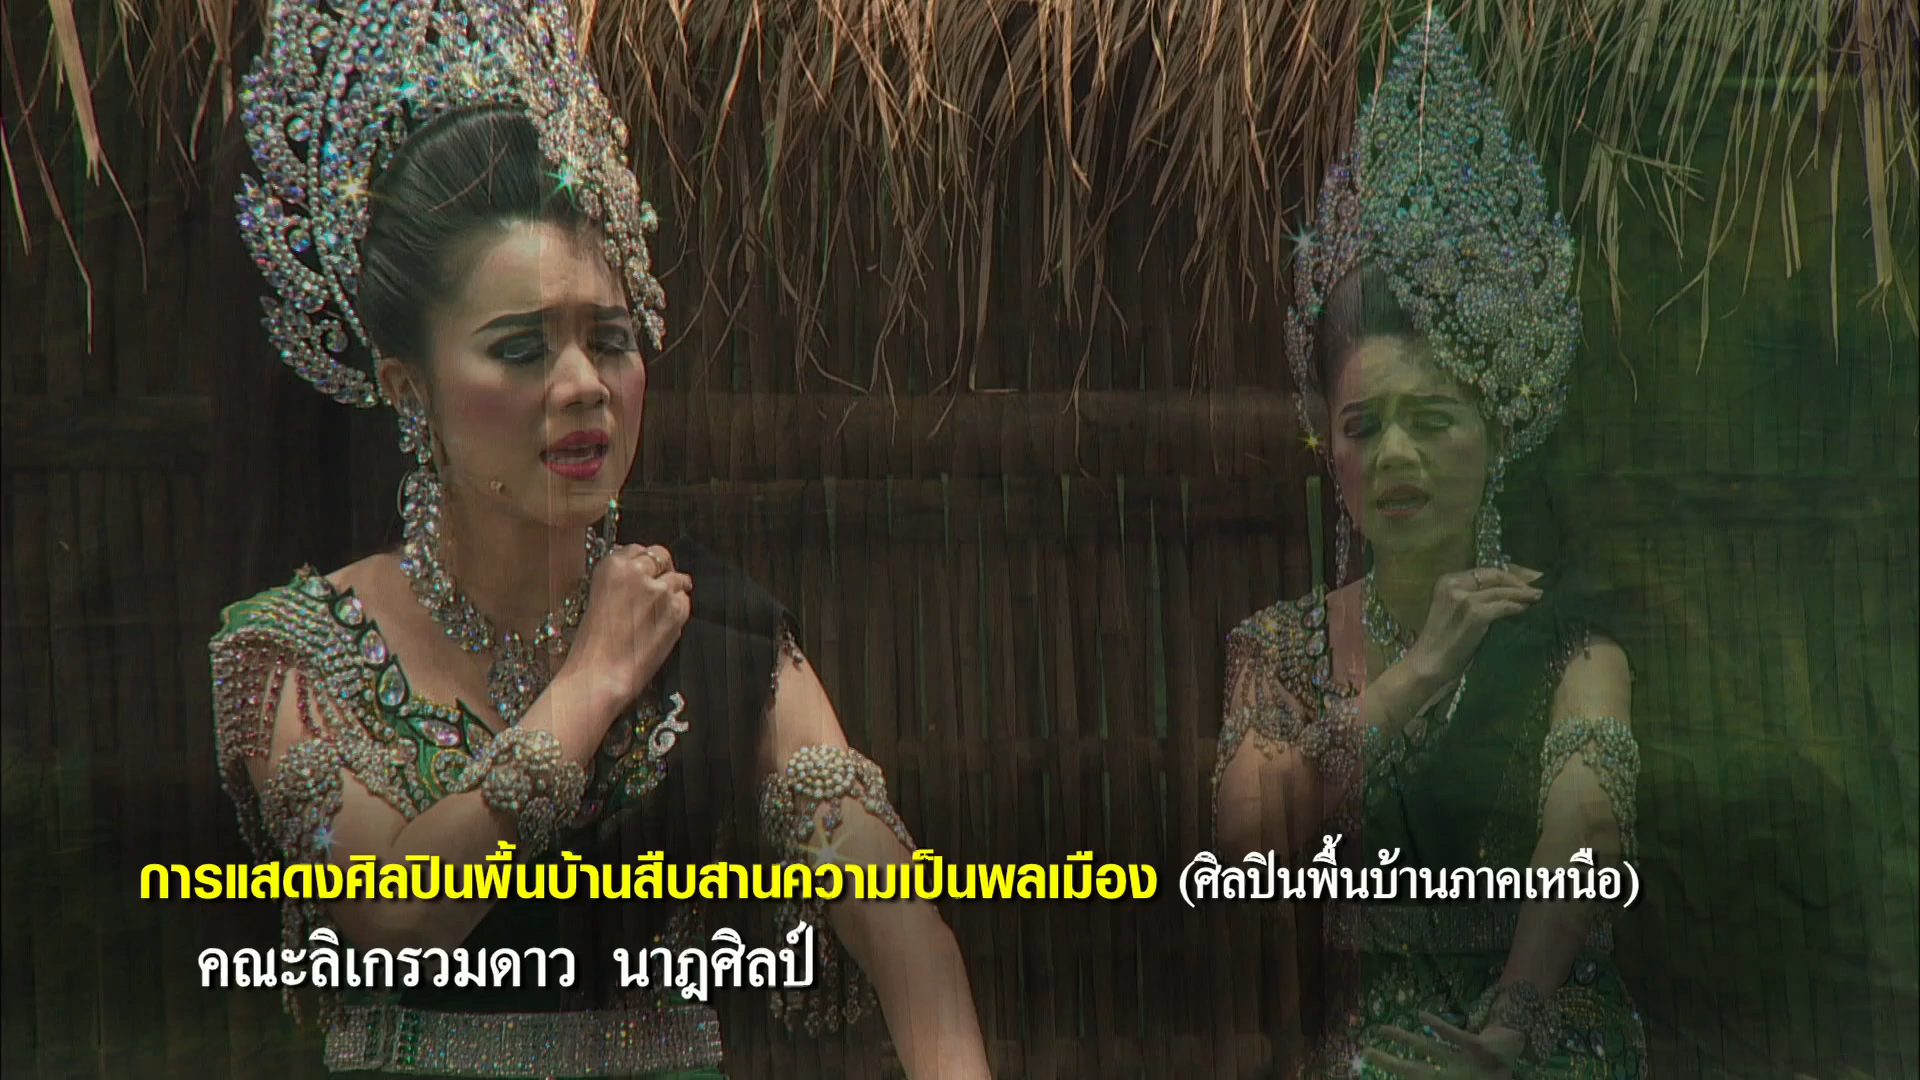 การแสดงศิลปินพื้นบ้านสืบสานความเป็นพลเมือง (ศิลปินพื้นบ้านภาคเหนือ)
คณะลิเกรวมดาว นาฎศิลป์